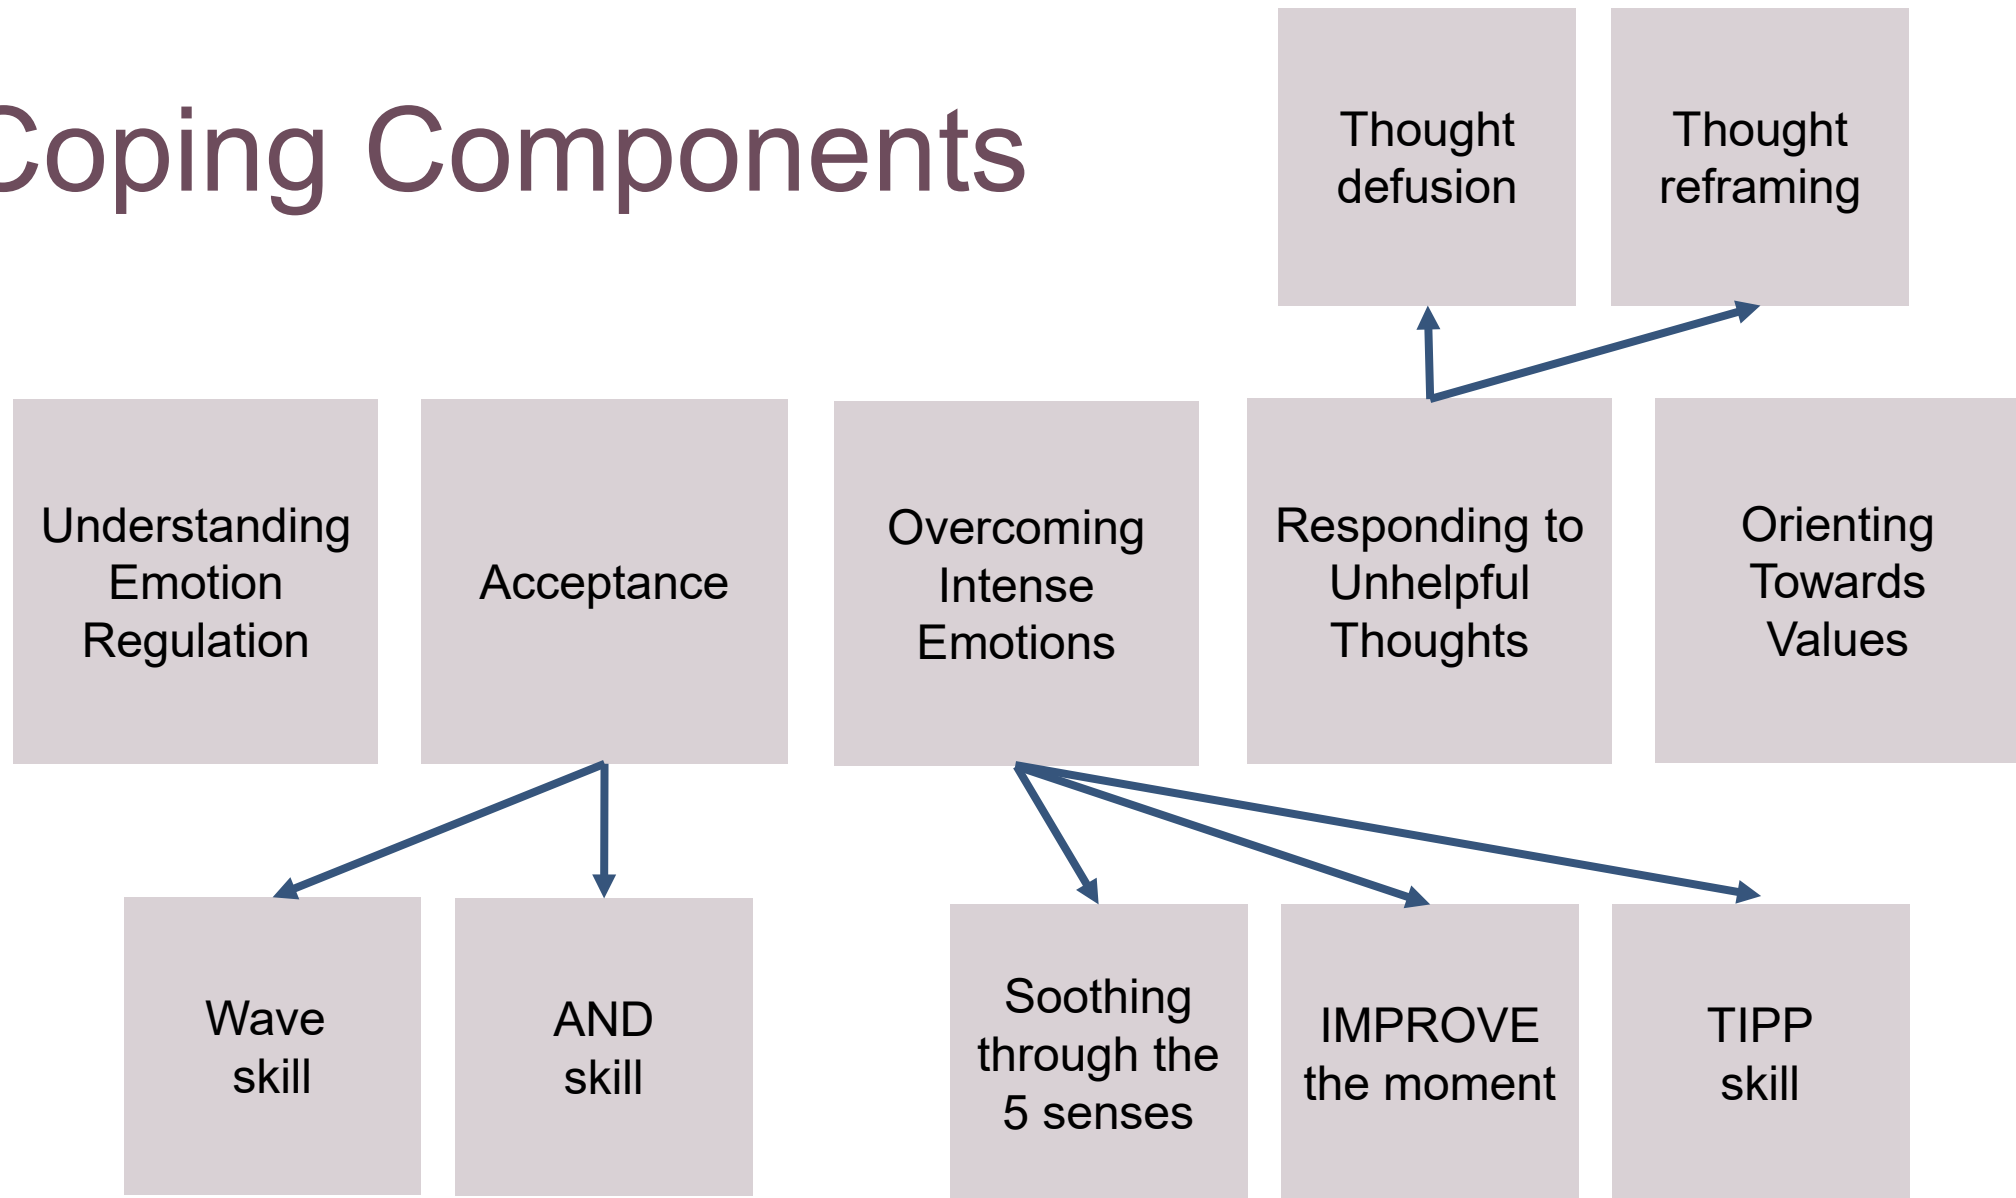 Coping Components
Thought
defusion
Thought
reframing
Understanding
Emotion
Regulation
Acceptance
Overcoming
Intense
Emotions
Responding to
Unhelpful
Thoughts
Orienting
Towards
Values
Wave
skill
AND
skill
Soothing
through the
5 senses
IMPROVE
the moment
TIPP
skill